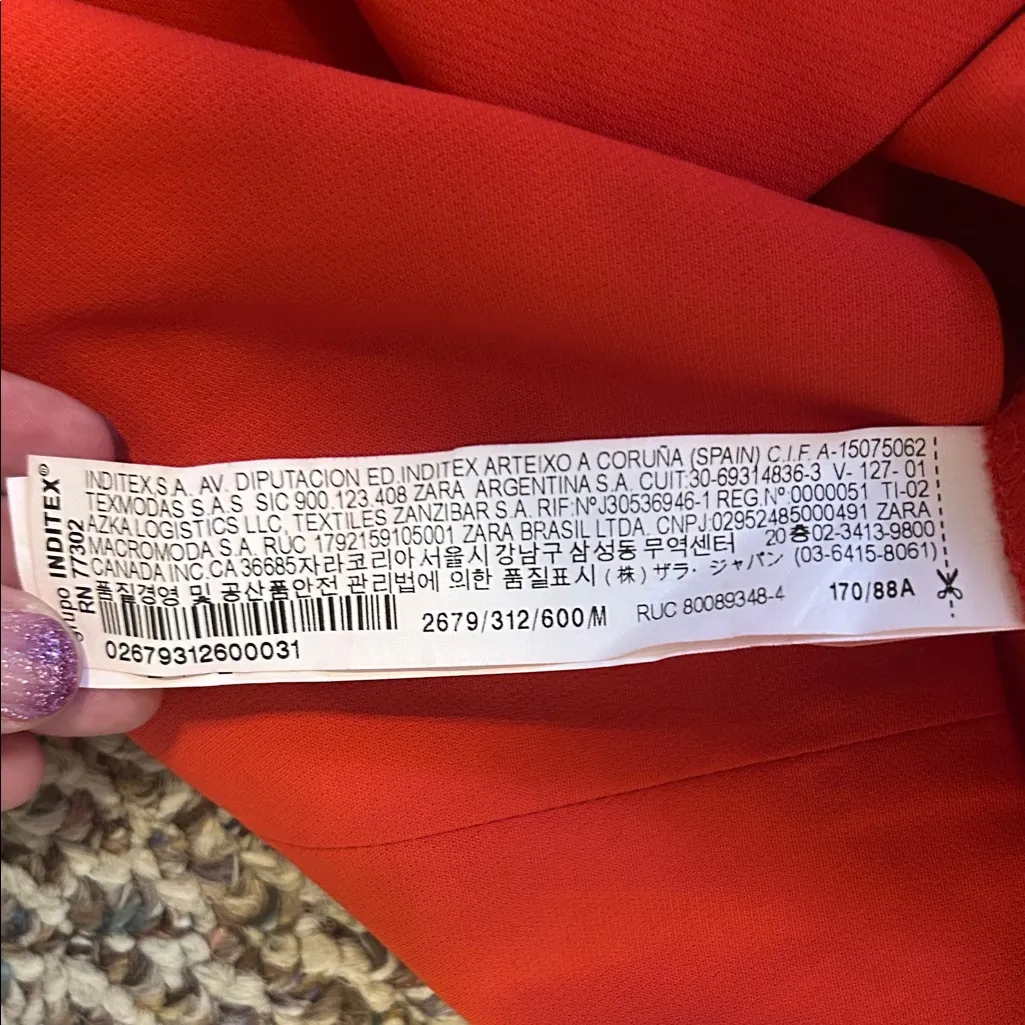 grupo INDITEX®
RN 77302
INDITEX,S.A. AV. DIPUTACION ED.INDITEX ARTEIXO A CORUÑA (SPAIN) C.I.F. A-15075062
TEXMODAS S.A.S SIC 900.123.408 ZARA ARGENTINA S.A. CUIT:30-69314836-3 V- 127- 01
AZKA LOGISTICS LLC, TEXTILES ZANZIBAR S.A. RIF:NºJ30536946-1 REG.Nº:0000051 TI-02
MACROMODA S.A. RUC 1792159105001 ZARA BRASIL LTDA. CNPJ:02952485000491 ZARA
CANADA INC.CA 36685자라코리아서울시 강남구 삼성동 무역센터 20층02-3413-9800
품질경영 및 공산품안전 관리법에 의한 품질표시 (株) ザラ・ジャパン (03-6415-8061)
2679/312/600/M RUC 80089348-4 170/88A
02679312600031